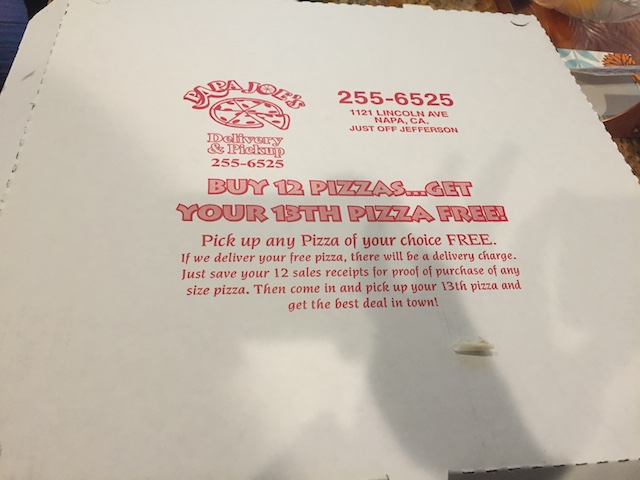 PAPA JOE'S
Delivery
& Pickup
255-6525
255-6525
1121 LINCOLN AVE
NAPA, CA.
JUST OFF JEFFERSON
BUY 12 PIZZAS...GET
YOUR 13TH PIZZA FREE!
Pick up any Pizza of your choice FREE.
If we deliver your free pizza, there will be a delivery charge.
Just save your 12 sales receipts for proof of purchase of any
size pizza. Then come in and pick up your 13th pizza and
get the best deal in town!